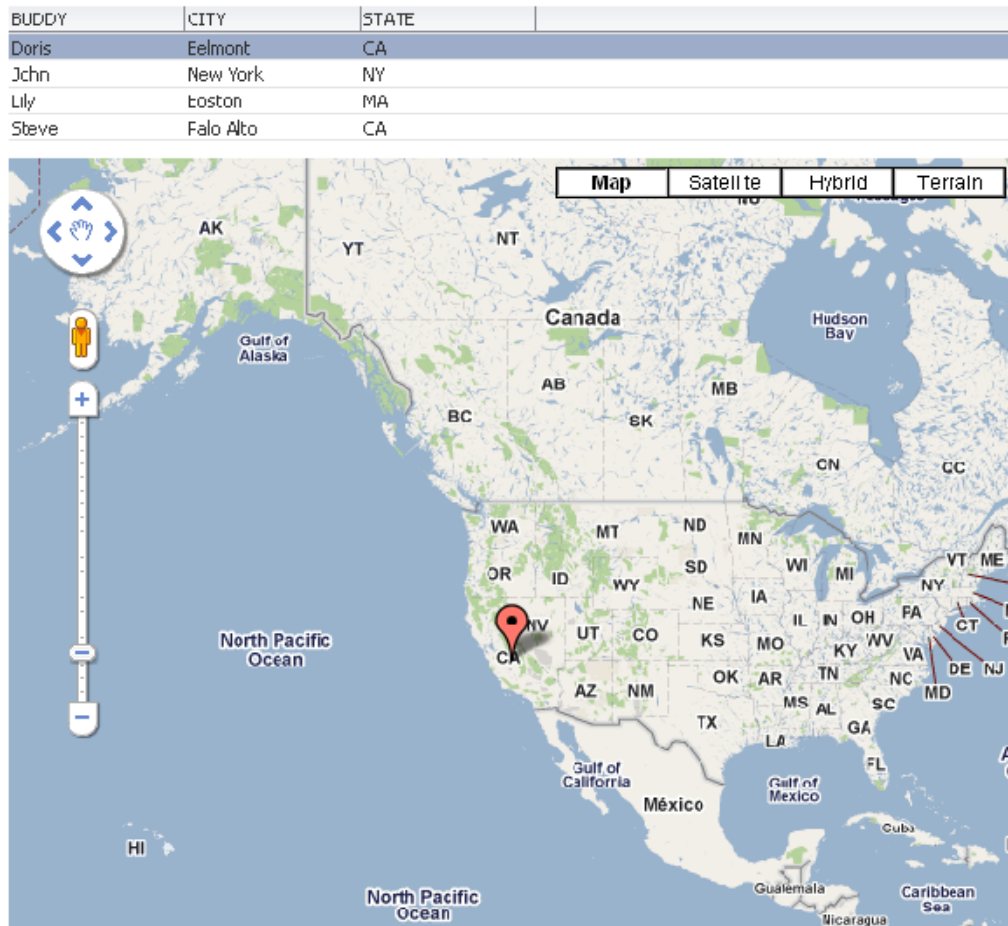 BUDDY CITY STATE
Doris Eelmont CA
Jchn New York NY
Lily Eoston MA
Steve Falo Alto CA
Map Satellite Hybrid Terrain
AK
YT
NT
NU
Canada
Hudson
Bay
Gulf of
Alaska
AB
MB
BC
SK
CN
CC
WA
MT
ND
MN
OR
ID
WY
SD
WI
MI
VT
ME
NY
NE
IA
NV
UT
CO
IL
IN
OH
PA
CT
North Pacific
Ocean
CA
KS
MO
KY
WV
VA
DE
NJ
AZ
NM
OK
AR
TN
NC
MD
TX
MS
AL
SC
LA
GA
FL
Gulf of
California
Gulf of
Mexico
México
Cuba
HI
Guatemala
Caribbean
Sea
North Pacific
Ocean
Nicaragua